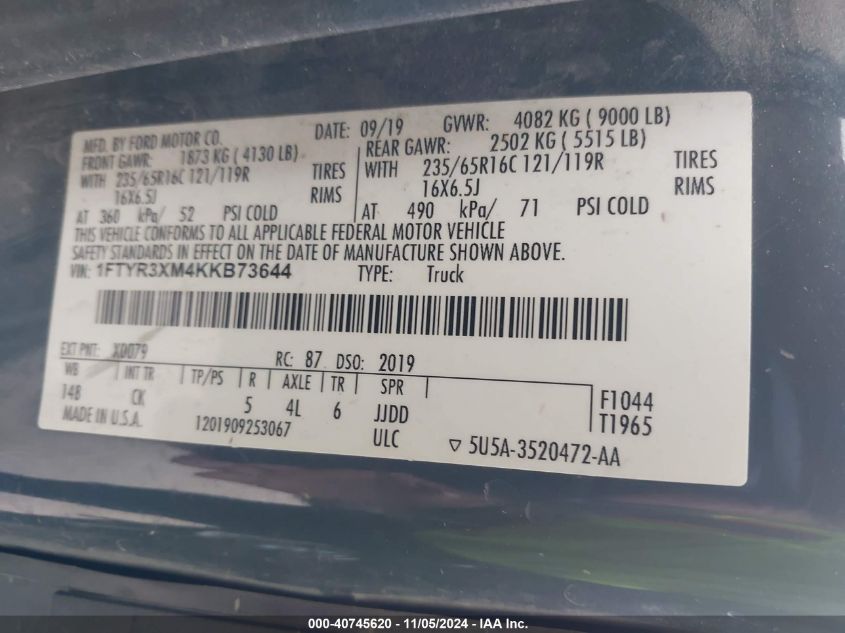 MFD. BY FORD MOTOR CO. DATE: 09/19 GVWR: 4082 KG ( 9000 LB)
FRONT GAWR: 1873 KG ( 4130 LB) REAR GAWR: 2502 KG ( 5515 LB)
WITH 235/65R16C 121/119R TIRES WITH 235/65R16C 121/119R TIRES
16X6.5J RIMS 16X6.5J RIMS
AT 360 kPa/ 52 PSI COLD AT 490 kPa/ 71 PSI COLD
THIS VEHICLE CONFORMS TO ALL APPLICABLE FEDERAL MOTOR VEHICLE
SAFETY STANDARDS IN EFFECT ON THE DATE OF MANUFACTURE SHOWN ABOVE.
VIN: 1FTYR3XM4KKB73644 TYPE: Truck
EXT PNT: X0079 RC: 87 DSO: 2019
WB INT TR TP/PS R AXLE TR SPR
148 CK 5 4L 6 JJDD F1044
MADE IN U.S.A. 1201909253067 ULC T1965
5U5A-3520472-AA
000-40745620 - 11/05/2024 - IAA Inc.